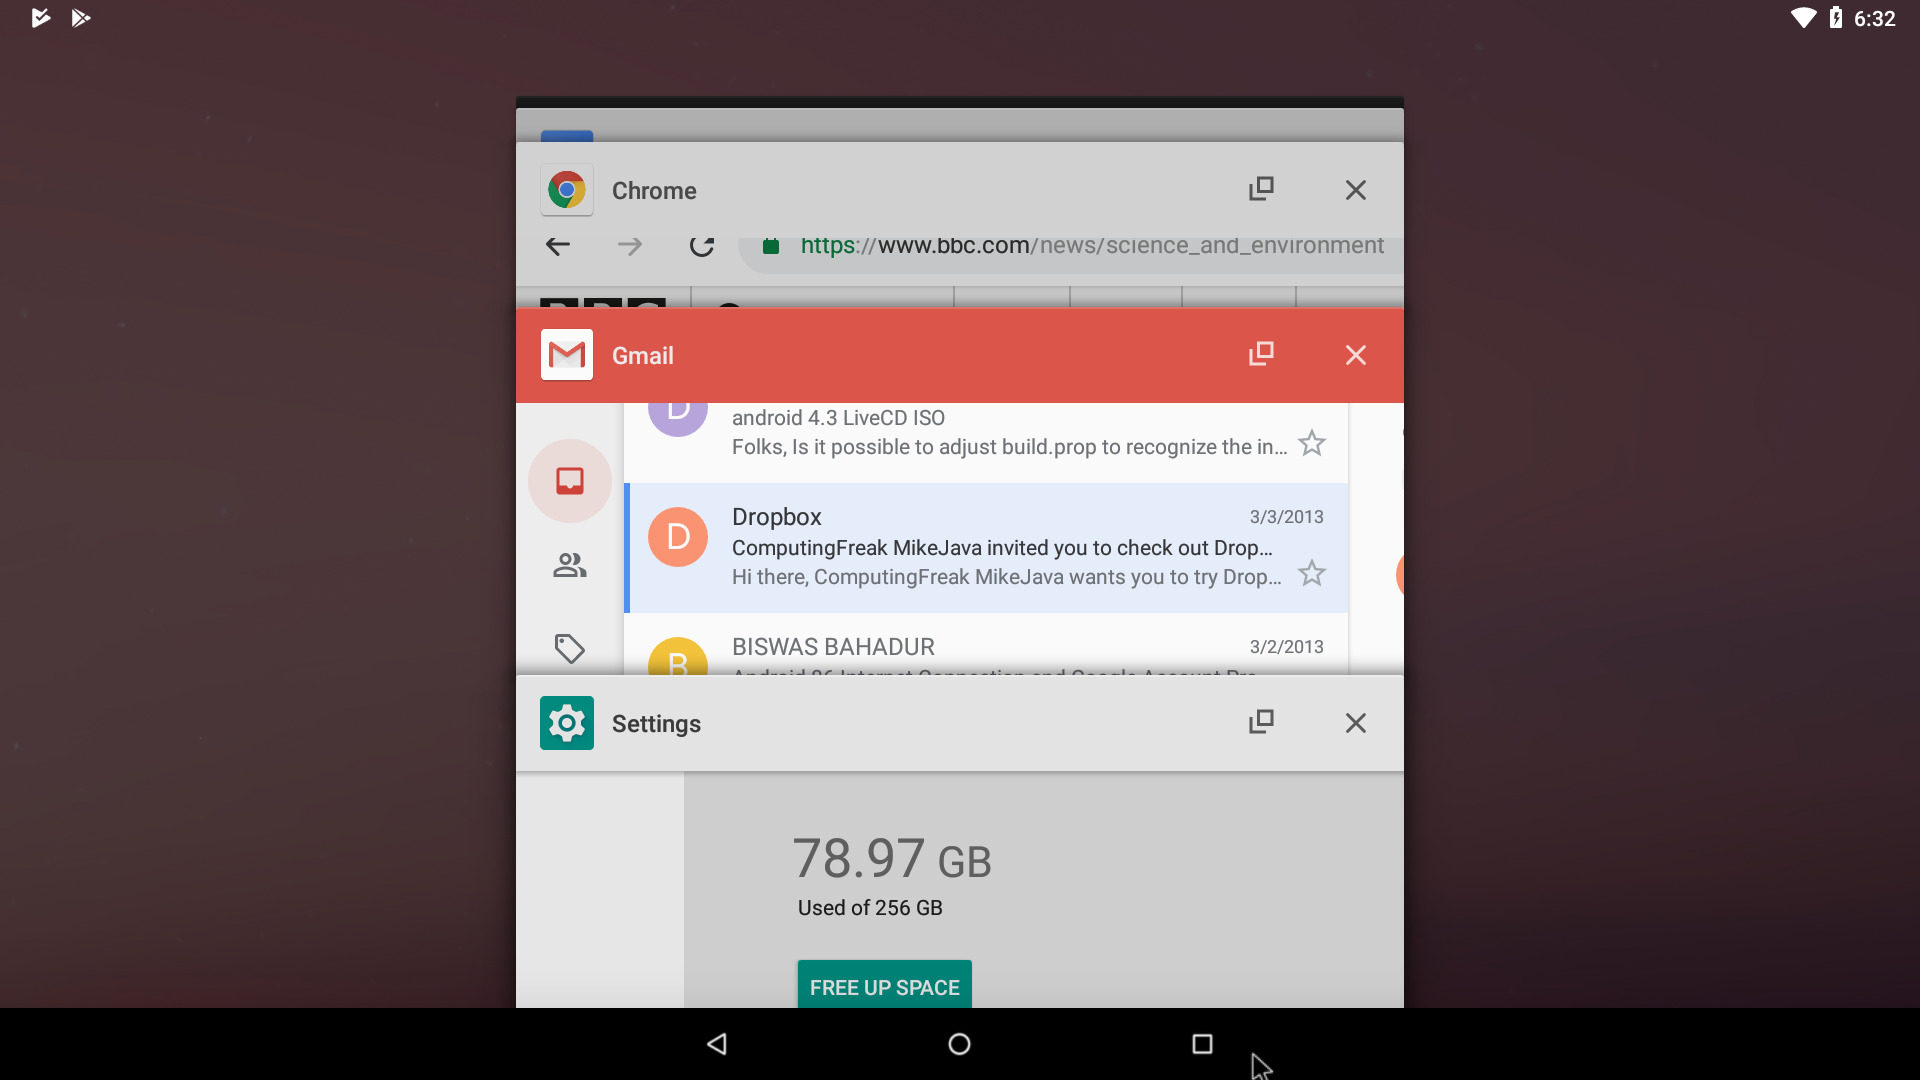 6:32
Chrome
https://www.bbc.com/news/science_and_environment
BBC
Gmail
D
android 4.3 LiveCD ISO
Folks, Is it possible to adjust build.prop to recognize the in...
D
Dropbox
3/3/2013
ComputingFreak MikeJava invited you to check out Drop...
Hi there, ComputingFreak MikeJava wants you to try Drop...
B
BISWAS BAHADUR
3/2/2013
Settings
78.97 GB
Used of 256 GB
FREE UP SPACE